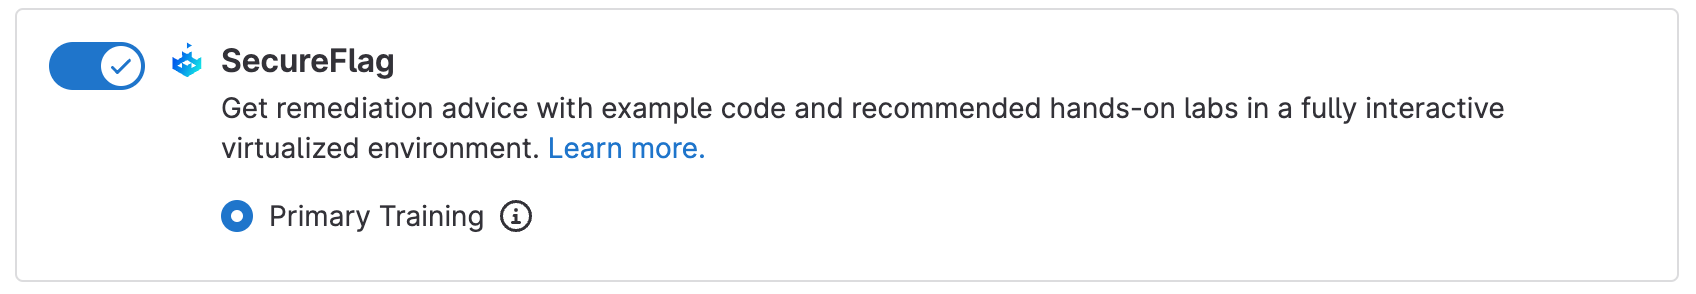 SecureFlag
Get remediation advice with example code and recommended hands-on labs in a fully interactive
virtualized environment. Learn more.
Primary Training